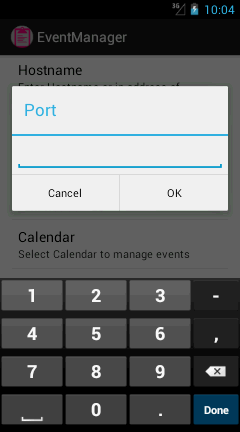 3G 10:04
EventManager
Hostname
Port
Cancel OK
Calendar
Select Calendar to manage events
1 2 3 -
4 5 6 ,
7 8 9
0 . Done